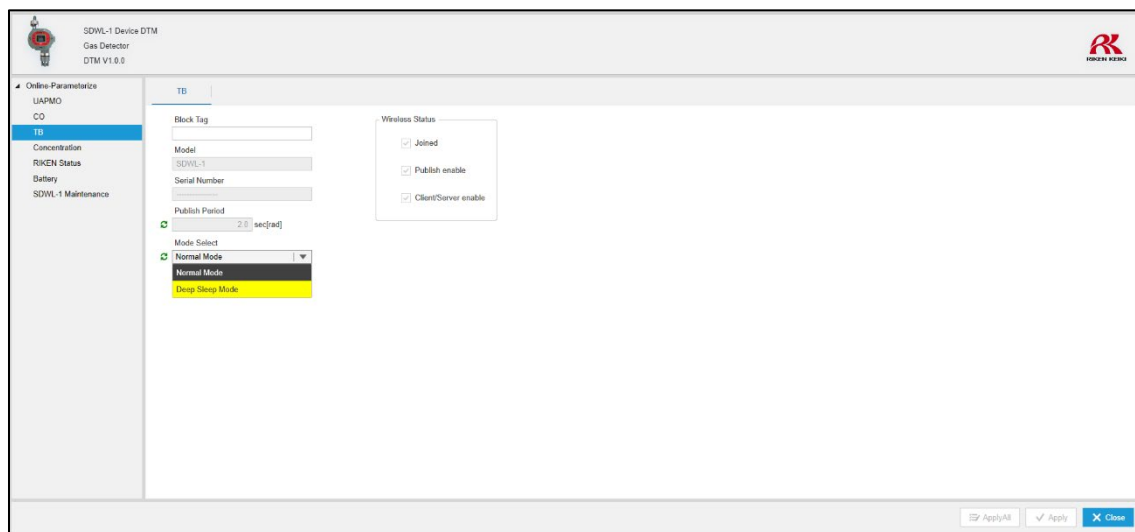 SDWL-1 Device DTM
Gas Detector
DTM V1.0.0
RIKEN KEIKI
Online-Parameterize
UAPMO
CO
TB
Concentration
RIKEN Status
Battery
SDWL-1 Maintenance
TB
Block Tag
Model
SDWL-1
Serial Number
----------------
Publish Period
2.0 sec[rad]
Mode Select
Normal Mode
Normal Mode
Deep Sleep Mode
Wireless Status
Joined
Publish enable
Client/Server enable
ApplyAll
Apply
Close